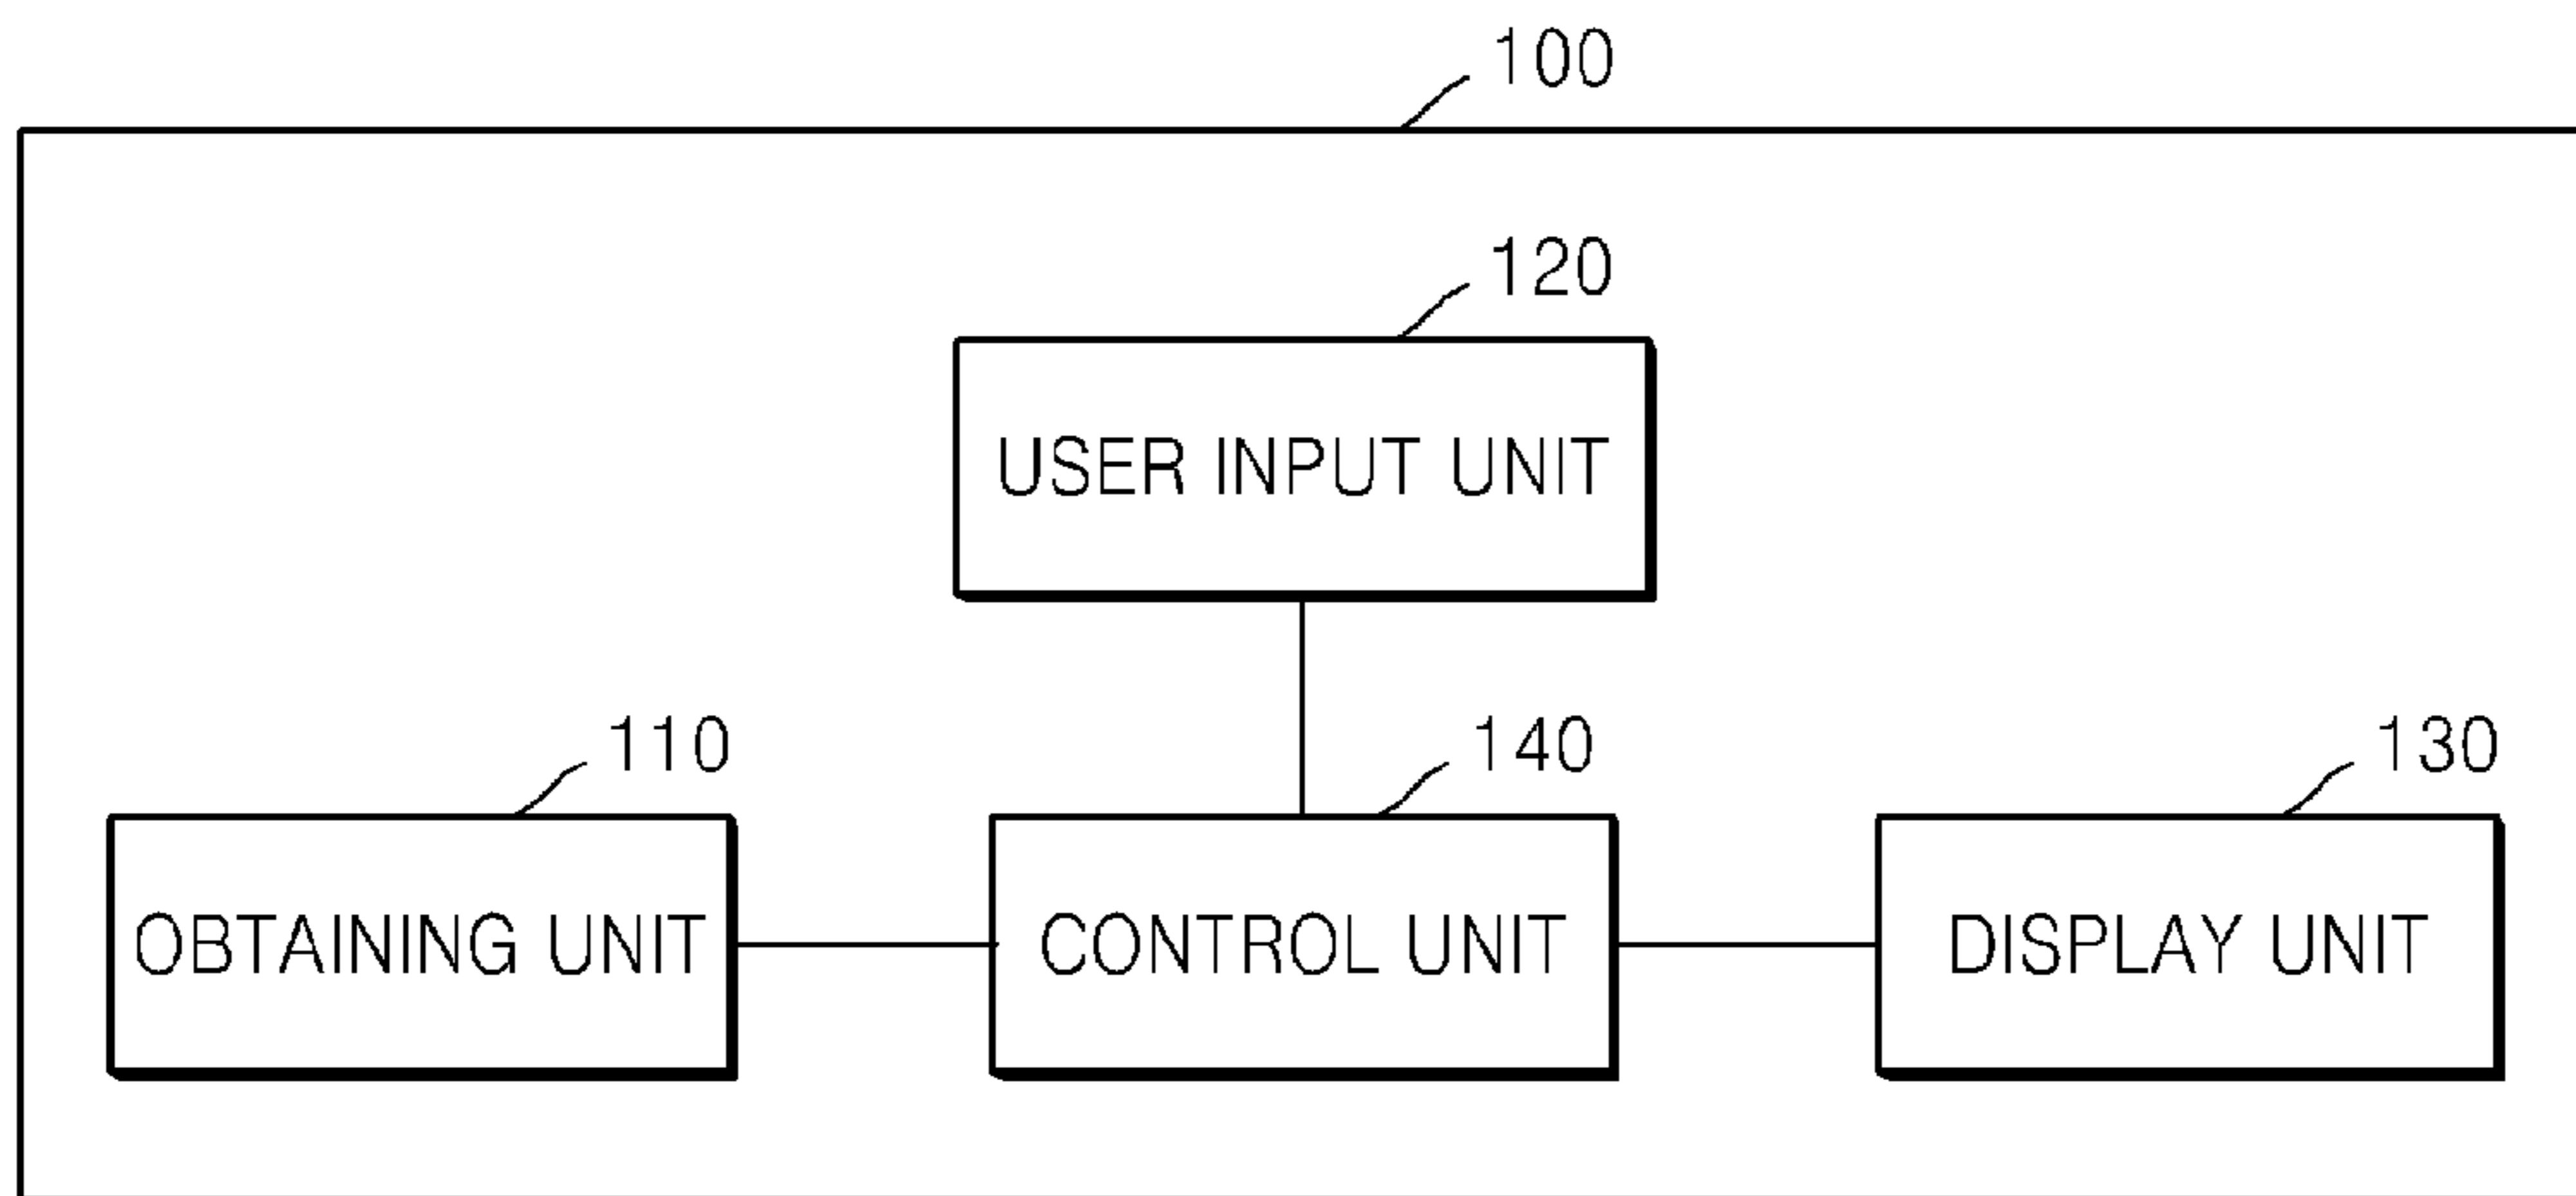 100
120
USER INPUT UNIT
110
140
130
OBTAINING UNIT
CONTROL UNIT
DISPLAY UNIT